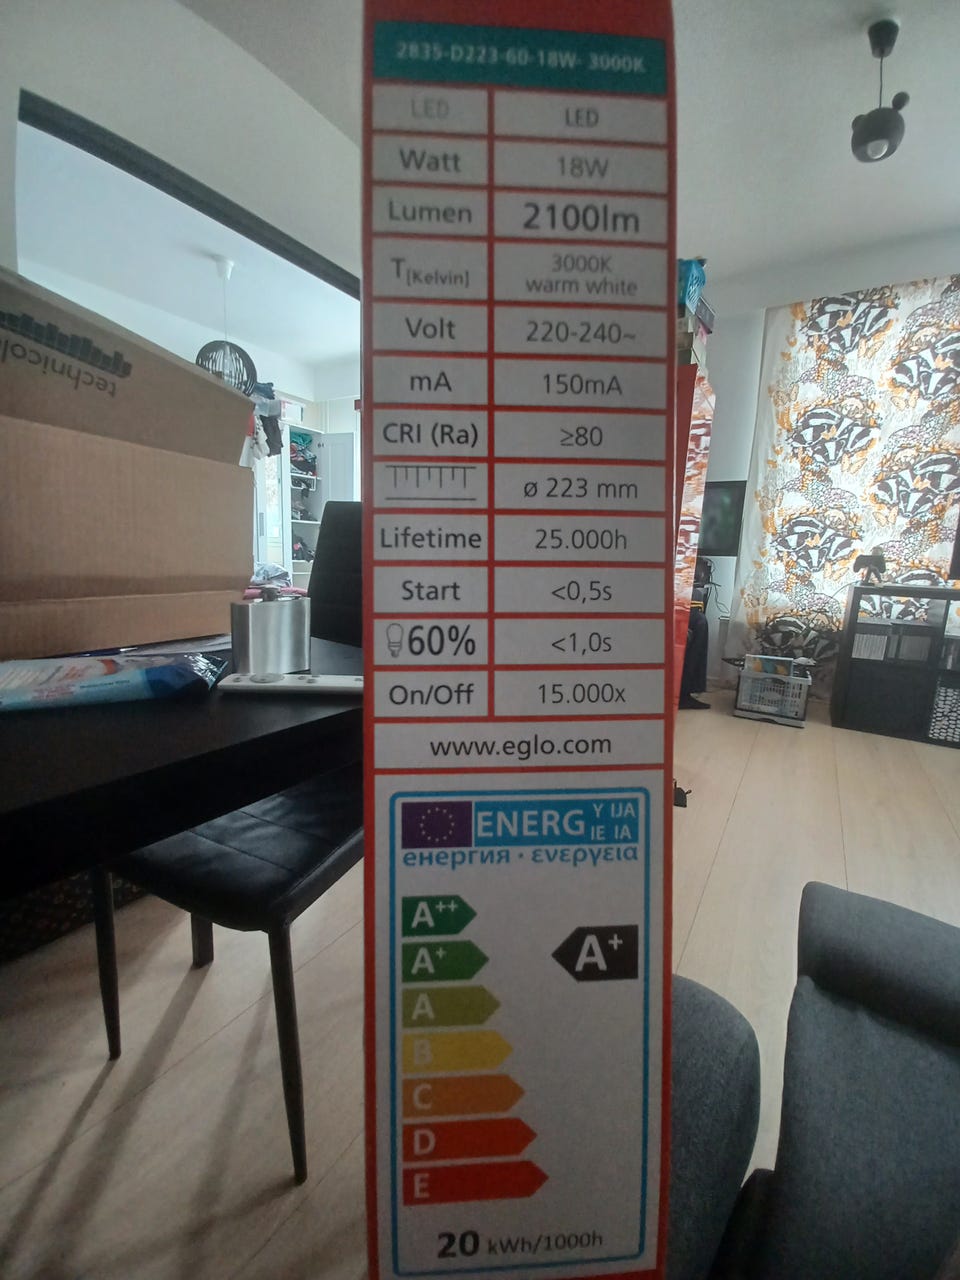 2835-D223-60-18W- 3000K
LED LED
Watt 18W
Lumen 2100lm
T[Kelvin] 3000K warm white
Volt 220-240~
mA 150mA
CRI (Ra) ≥80
ø 223 mm
Lifetime 25.000h
Start <0,5s
60% <1,0s
On/Off 15.000x
www.eglo.com
ENERG Y IJA
IE IA
енергия · ενεργεια
A++
A+ A+
A
B
C
D
E
20 kWh/1000h